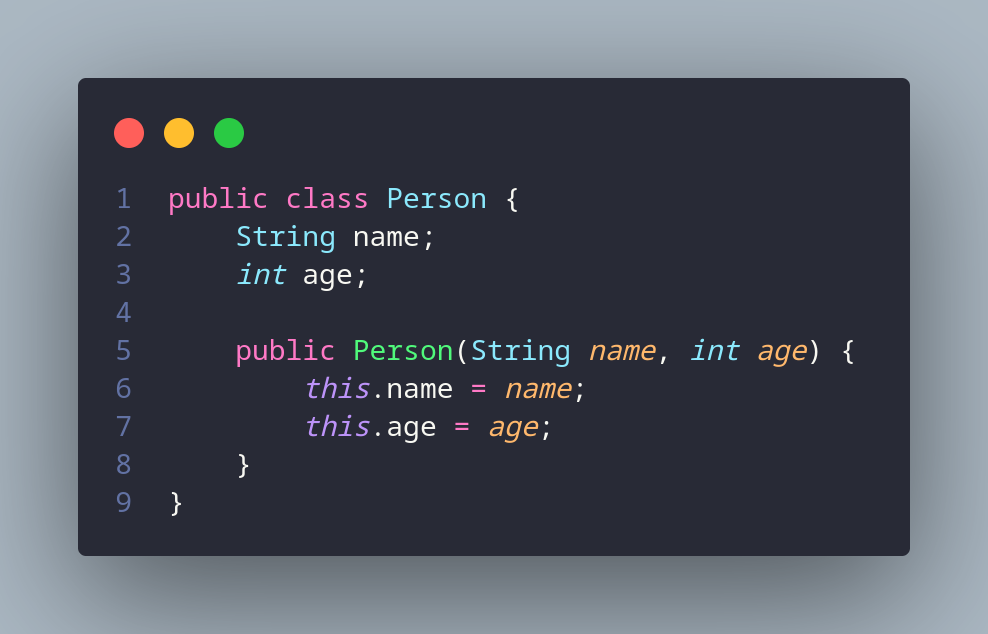 1 public class Person {
2     String name;
3     int age;
4
5     public Person(String name, int age) {
6         this.name = name;
7         this.age = age;
8     }
9 }